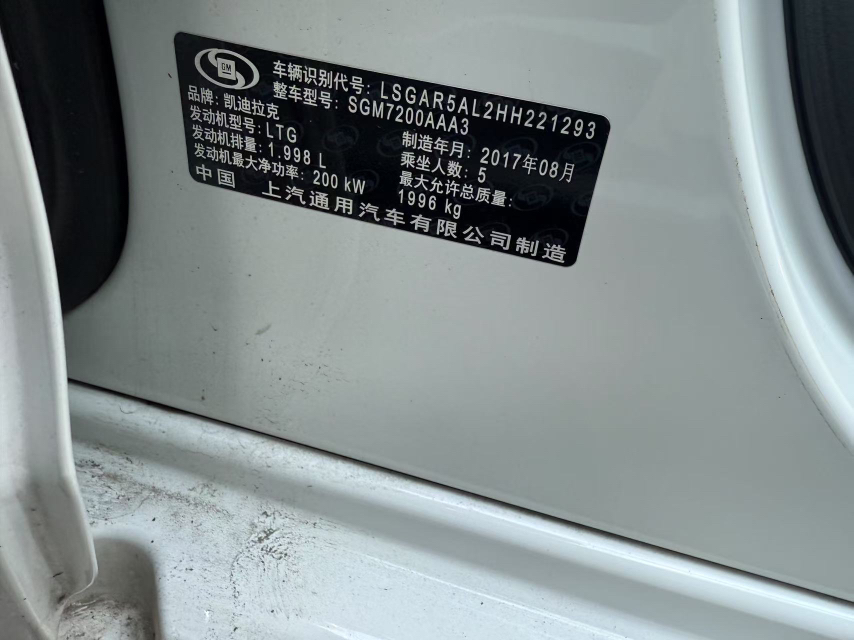 GM
车辆识别代号: LSGAR5AL2HH221293
整车型号: SGM7200AAA3
品牌: 凯迪拉克
发动机型号: LTG
制造年月: 2017年08月
发动机排量: 1.998 L
乘坐人数: 5
发动机最大净功率: 200 kW
最大允许总质量:
1996 kg
中国 上汽通用汽车有限公司制造